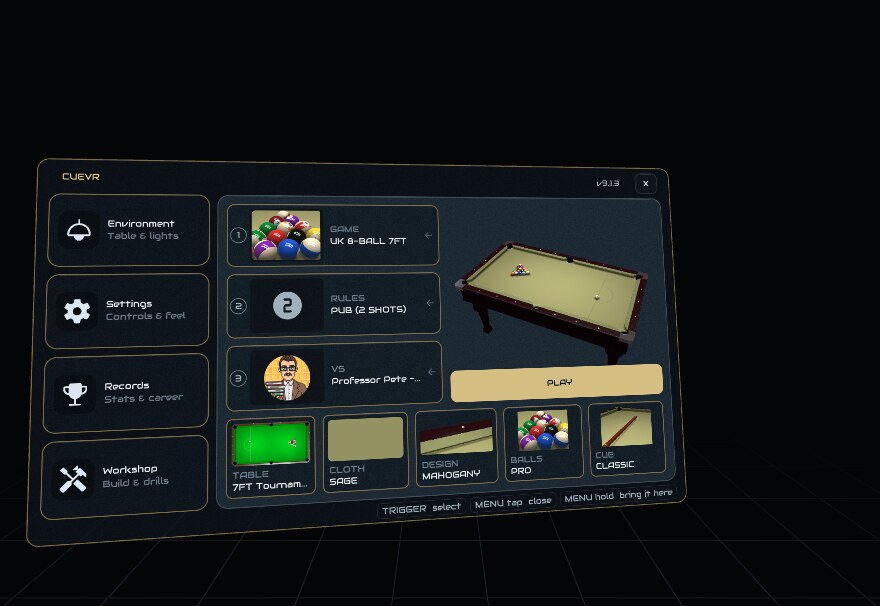 CUEVR
v9.1.3
X
Environment
Table & lights
Settings
Controls & feel
Records
Stats & career
Workshop
Build & drills
1
GAME
UK 8-BALL 7FT
2
2
RULES
PUB (2 SHOTS)
3
VS
Professor Pete -...
PLAY
TABLE
7FT Tournam...
CLOTH
SAGE
DESIGN
MAHOGANY
BALLS
PRO
CUE
CLASSIC
TRIGGER select
MENU tap close
MENU hold bring it here